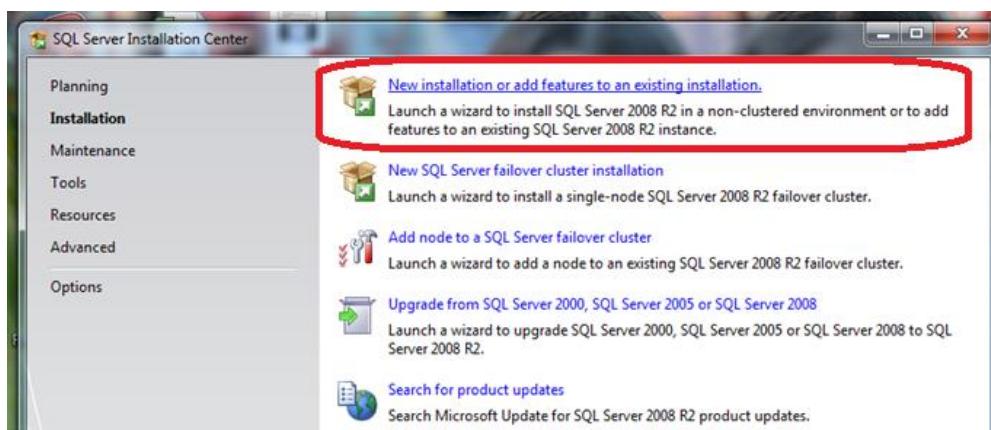 SQL Server Installation Center
Planning
Installation
Maintenance
Tools
Resources
Advanced
Options
New installation or add features to an existing installation.
Launch a wizard to install SQL Server 2008 R2 in a non-clustered environment or to add
features to an existing SQL Server 2008 R2 instance.
New SQL Server failover cluster installation
Launch a wizard to install a single-node SQL Server 2008 R2 failover cluster.
Add node to a SQL Server failover cluster
Launch a wizard to add a node to an existing SQL Server 2008 R2 failover cluster.
Upgrade from SQL Server 2000, SQL Server 2005 or SQL Server 2008
Launch a wizard to upgrade SQL Server 2000, SQL Server 2005 or SQL Server 2008 to SQL
Server 2008 R2.
Search for product updates
Search Microsoft Update for SQL Server 2008 R2 product updates.